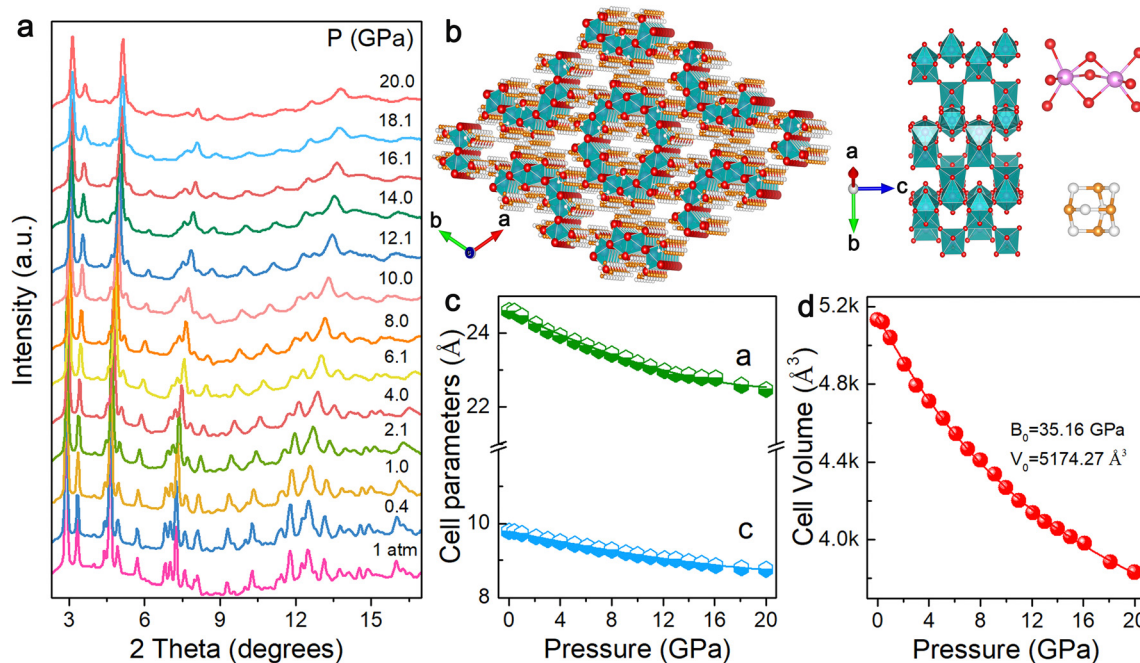 a
P (GPa)
20.0
18.1
16.1
14.0
12.1
10.0
8.0
6.1
4.0
2.1
1.0
0.4
1 atm
Intensity (a.u.)
3 6 9 12 15
2 Theta (degrees)
b
b a
a
c
b
c
24
22
10
8
Cell parameters (Å)
a
c
0 4 8 12 16 20
Pressure (GPa)
d
5.2k
4.8k
4.4k
4.0k
Cell Volume (Å³)
B₀=35.16 GPa
V₀=5174.27 Å³
0 4 8 12 16 20
Pressure (GPa)